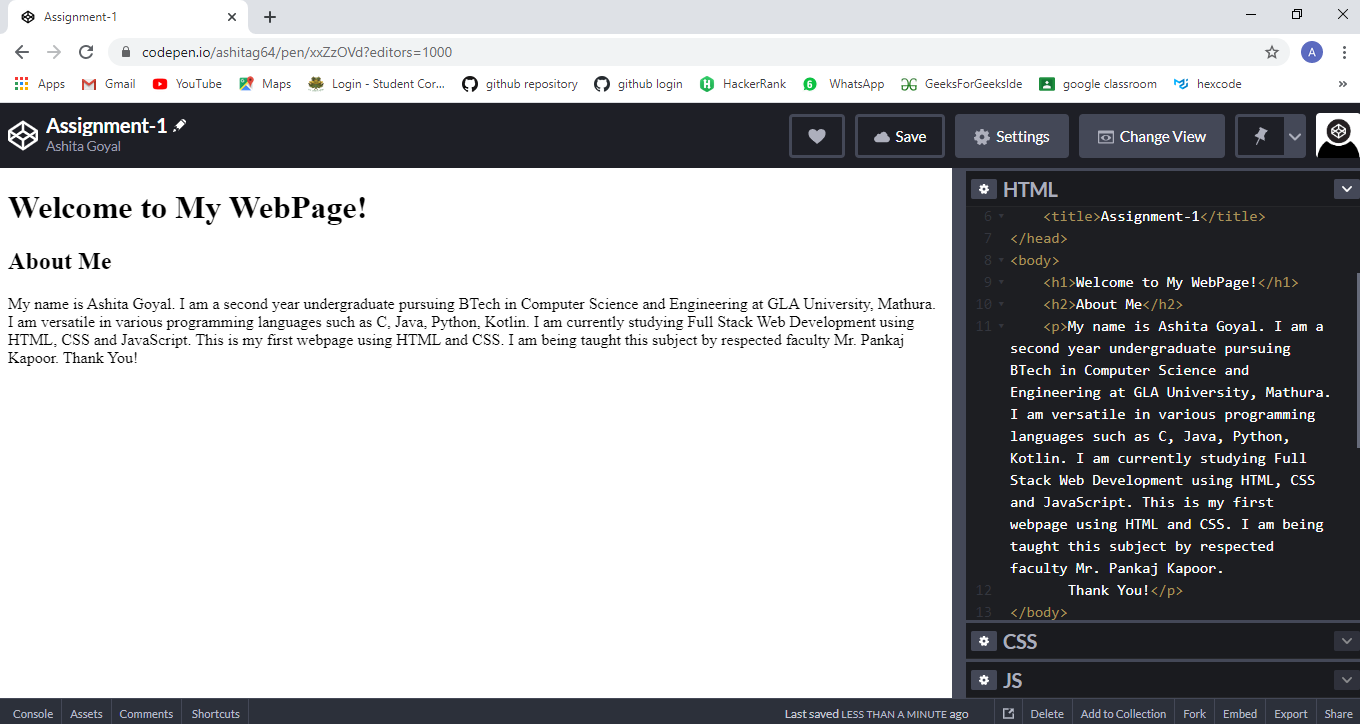 Assignment-1
codepen.io/ashitag64/pen/xxZzOVd?editors=1000
A
Apps Gmail YouTube Maps Login - Student Cor... github repository github login HackerRank WhatsApp GeeksForGeeksIde google classroom hexcode »
Assignment-1
Ashita Goyal
Save Settings Change View
Welcome to My WebPage!
About Me
My name is Ashita Goyal. I am a second year undergraduate pursuing BTech in Computer Science and Engineering at GLA University, Mathura.
I am versatile in various programming languages such as C, Java, Python, Kotlin. I am currently studying Full Stack Web Development using
HTML, CSS and JavaScript. This is my first webpage using HTML and CSS. I am being taught this subject by respected faculty Mr. Pankaj
Kapoor. Thank You!
HTML
6 <title>Assignment-1</title>
7 </head>
8 <body>
9 <h1>Welcome to My WebPage!</h1>
10 <h2>About Me</h2>
11 <p>My name is Ashita Goyal. I am a
second year undergraduate pursuing
BTech in Computer Science and
Engineering at GLA University, Mathura.
I am versatile in various programming
languages such as C, Java, Python,
Kotlin. I am currently studying Full
Stack Web Development using HTML, CSS
and JavaScript. This is my first
webpage using HTML and CSS. I am being
taught this subject by respected
faculty Mr. Pankaj Kapoor.
12 Thank You!</p>
13 </body>
CSS
JS
Console Assets Comments Shortcuts Last saved LESS THAN A MINUTE ago Delete Add to Collection Fork Embed Export Share